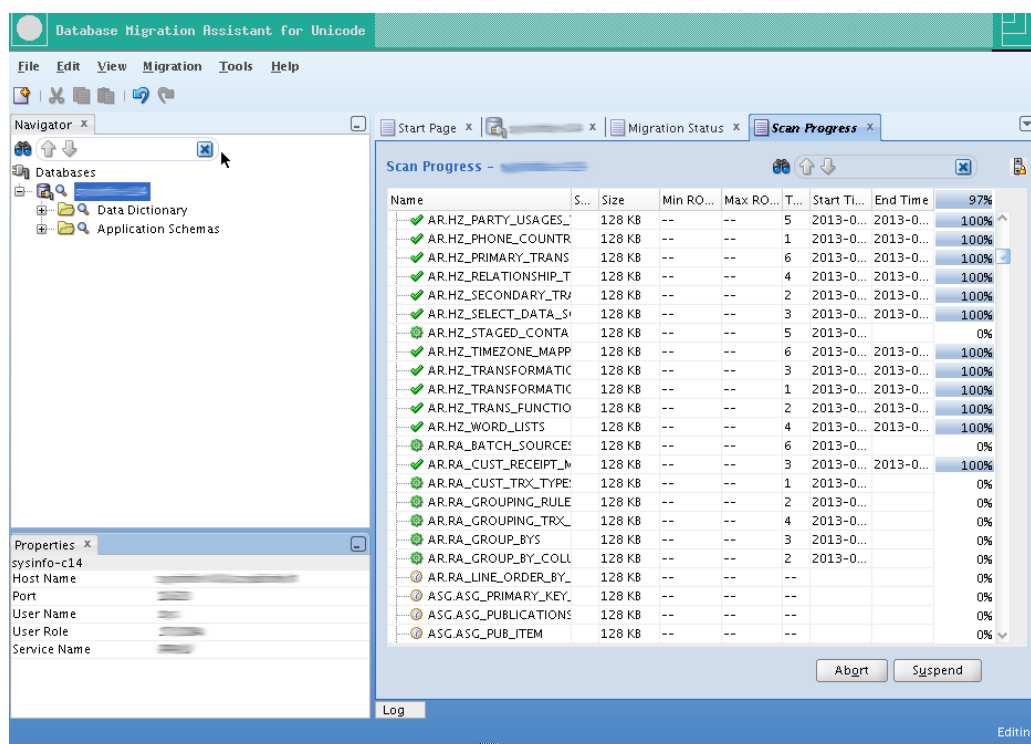 Database Migration Assistant for Unicode
File Edit View Migration Tools Help
Navigator x
Start Page x
x
Migration Status x
Scan Progress x
Databases
Data Dictionary
Application Schemas
Scan Progress -
Name S... Size Min RO... Max RO... T... Start Ti... End Time 97%
AR.HZ_PARTY_USAGES_ 128 KB -- -- 5 2013-0... 2013-0... 100%
AR.HZ_PHONE_COUNTR 128 KB -- -- 1 2013-0... 2013-0... 100%
AR.HZ_PRIMARY_TRANS 128 KB -- -- 6 2013-0... 2013-0... 100%
AR.HZ_RELATIONSHIP_T 128 KB -- -- 4 2013-0... 2013-0... 100%
AR.HZ_SECONDARY_TRA 128 KB -- -- 2 2013-0... 2013-0... 100%
AR.HZ_SELECT_DATA_S 128 KB -- -- 3 2013-0... 2013-0... 100%
AR.HZ_STAGED_CONTA 128 KB -- -- 5 2013-0... 0%
AR.HZ_TIMEZONE_MAPP 128 KB -- -- 6 2013-0... 2013-0... 100%
AR.HZ_TRANSFORMATIC 128 KB -- -- 3 2013-0... 2013-0... 100%
AR.HZ_TRANSFORMATIC 128 KB -- -- 1 2013-0... 2013-0... 100%
AR.HZ_TRANS_FUNCTIO 128 KB -- -- 2 2013-0... 2013-0... 100%
AR.HZ_WORD_LISTS 128 KB -- -- 4 2013-0... 2013-0... 100%
AR.RA_BATCH_SOURCES 128 KB -- -- 6 2013-0... 0%
AR.RA_CUST_RECEIPT_M 128 KB -- -- 3 2013-0... 2013-0... 100%
AR.RA_CUST_TRX_TYPE 128 KB -- -- 1 2013-0... 0%
AR.RA_GROUPING_RULE 128 KB -- -- 2 2013-0... 0%
AR.RA_GROUPING_TRX_ 128 KB -- -- 4 2013-0... 0%
AR.RA_GROUP_BYS 128 KB -- -- 3 2013-0... 0%
AR.RA_GROUP_BY_COLU 128 KB -- -- 2 2013-0... 0%
AR.RA_LINE_ORDER_BY_ 128 KB -- -- -- 0%
ASG.ASG_PRIMARY_KEY_ 128 KB -- -- -- 0%
ASG.ASG_PUBLICATIONS 128 KB -- -- -- 0%
ASG.ASG_PUB_ITEM 128 KB -- -- -- 0%
Abort Suspend
Properties x
sysinfo-c14
Host Name
Port
User Name
User Role
Service Name
Log
Editin